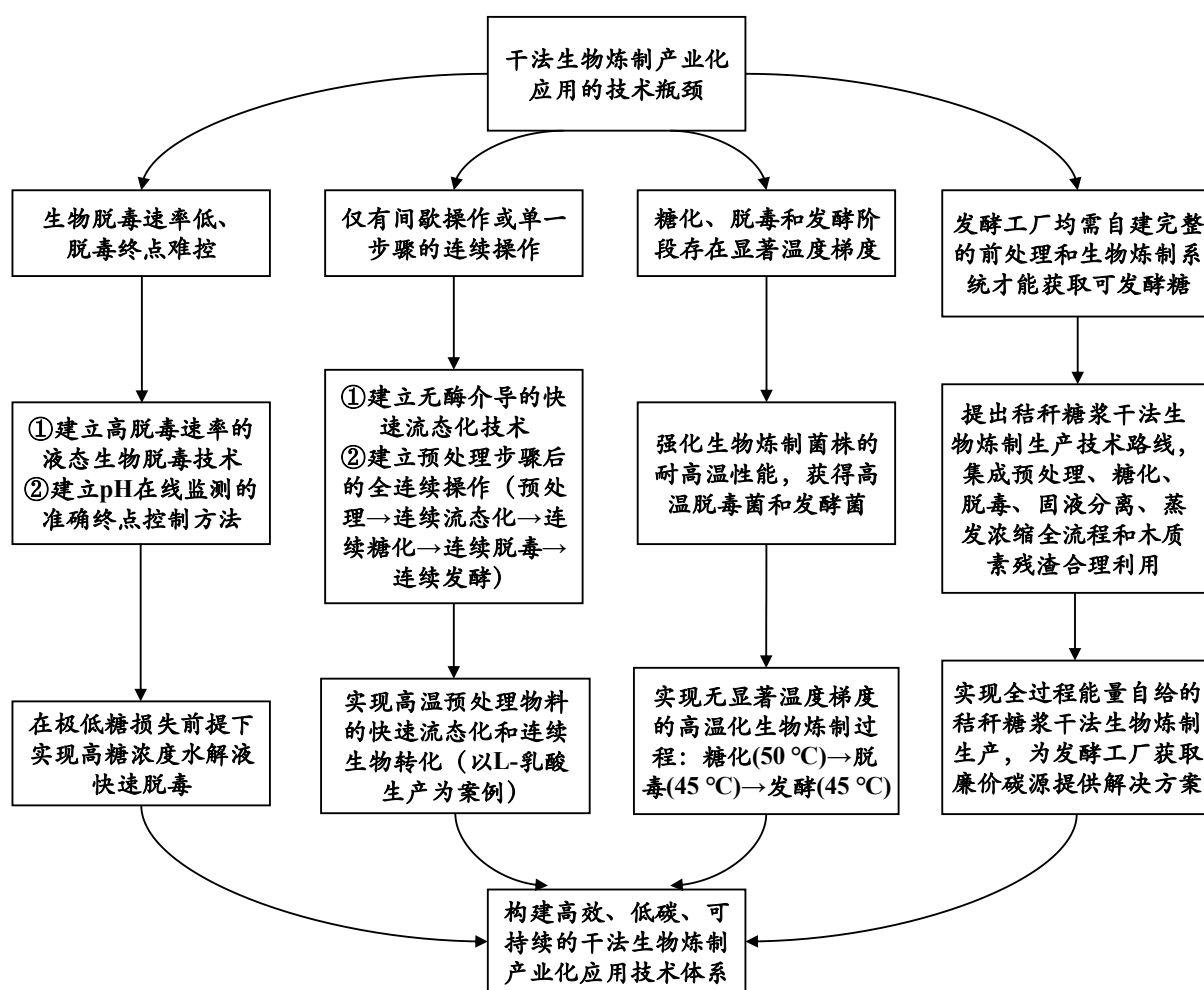 干法生物炼制产业化
应用的技术瓶颈
生物脱毒速率低、
脱毒终点难控
仅有间歇操作或单一
步骤的连续操作
糖化、脱毒和发酵阶
段存在显著温度梯度
发酵工厂均需自建完整
的前处理和生物炼制系
统才能获取可发酵糖
①建立高脱毒速率的
液态生物脱毒技术
②建立pH在线监测的
准确终点控制方法
①建立无酶介导的快
速流态化技术
②建立预处理步骤后
的全连续操作（预处
理→连续流态化→连
续糖化→连续脱毒→
连续发酵）
强化生物炼制菌株的
耐高温性能，获得高
温脱毒菌和发酵菌
提出秸秆糖浆干法生
物炼制生产技术路线，
集成预处理、糖化、
脱毒、固液分离、蒸
发浓缩全流程和木质
素残渣合理利用
在极低糖损失前提下
实现高糖浓度水解液
快速脱毒
实现高温预处理物料
的快速流态化和连续
生物转化（以L-乳酸
生产为案例）
实现无显著温度梯度
的高温化生物炼制过
程：糖化(50 °C)→脱
毒(45 °C)→发酵(45 °C)
实现全过程能量自给的
秸秆糖浆干法生物炼制
生产，为发酵工厂获取
廉价碳源提供解决方案
构建高效、低碳、可
持续的干法生物炼制
产业化应用技术体系